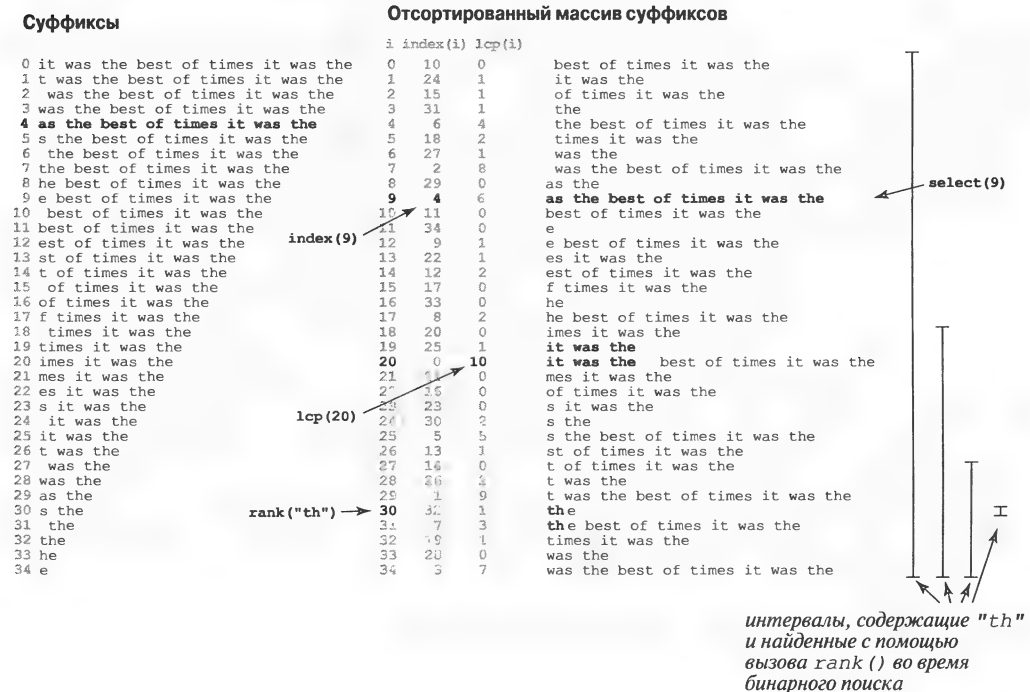 Суффиксы
0 it was the best of times it was the
1 t was the best of times it was the
2 was the best of times it was the
3 was the best of times it was the
4 as the best of times it was the
5 s the best of times it was the
6 the best of times it was the
7 the best of times it was the
8 he best of times it was the
9 e best of times it was the
10 best of times it was the
11 best of times it was the
12 est of times it was the
13 st of times it was the
14 t of times it was the
15 of times it was the
16 of times it was the
17 f times it was the
18 times it was the
19 times it was the
20 imes it was the
21 mes it was the
22 es it was the
23 s it was the
24 it was the
25 it was the
26 t was the
27 was the
28 was the
29 as the
30 s the
31 the
32 the
33 he
34 e
index(9)
lcp(20)
rank("th")
Отсортированный массив суффиксов
i index(i) lcp(i)
0 10 0 best of times it was the
1 24 1 it was the
2 15 1 of times it was the
3 31 1 the
4 6 4 the best of times it was the
5 18 2 times it was the
6 27 1 was the
7 2 8 was the best of times it was the
8 29 0 as the
9 4 6 as the best of times it was the
10 11 0 best of times it was the
11 34 0 e
12 9 1 e best of times it was the
13 22 1 es it was the
14 12 2 est of times it was the
15 17 0 f times it was the
16 33 0 he
17 8 2 he best of times it was the
18 20 0 imes it was the
19 25 1 it was the
20 0 10 it was the best of times it was the
21 0 mes it was the
22 16 0 of times it was the
23 23 0 s it was the
24 30 2 s the
25 5 5 s the best of times it was the
26 13 1 st of times it was the
27 14 0 t of times it was the
28 26 t was the
29 1 9 t was the best of times it was the
30 32 1 the
31 7 3 the best of times it was the
32 1 times it was the
33 28 0 was the
34 3 7 was the best of times it was the
select(9)
интервалы, содержащие "th"
и найденные с помощью
вызова rank() во время
бинарного поиска